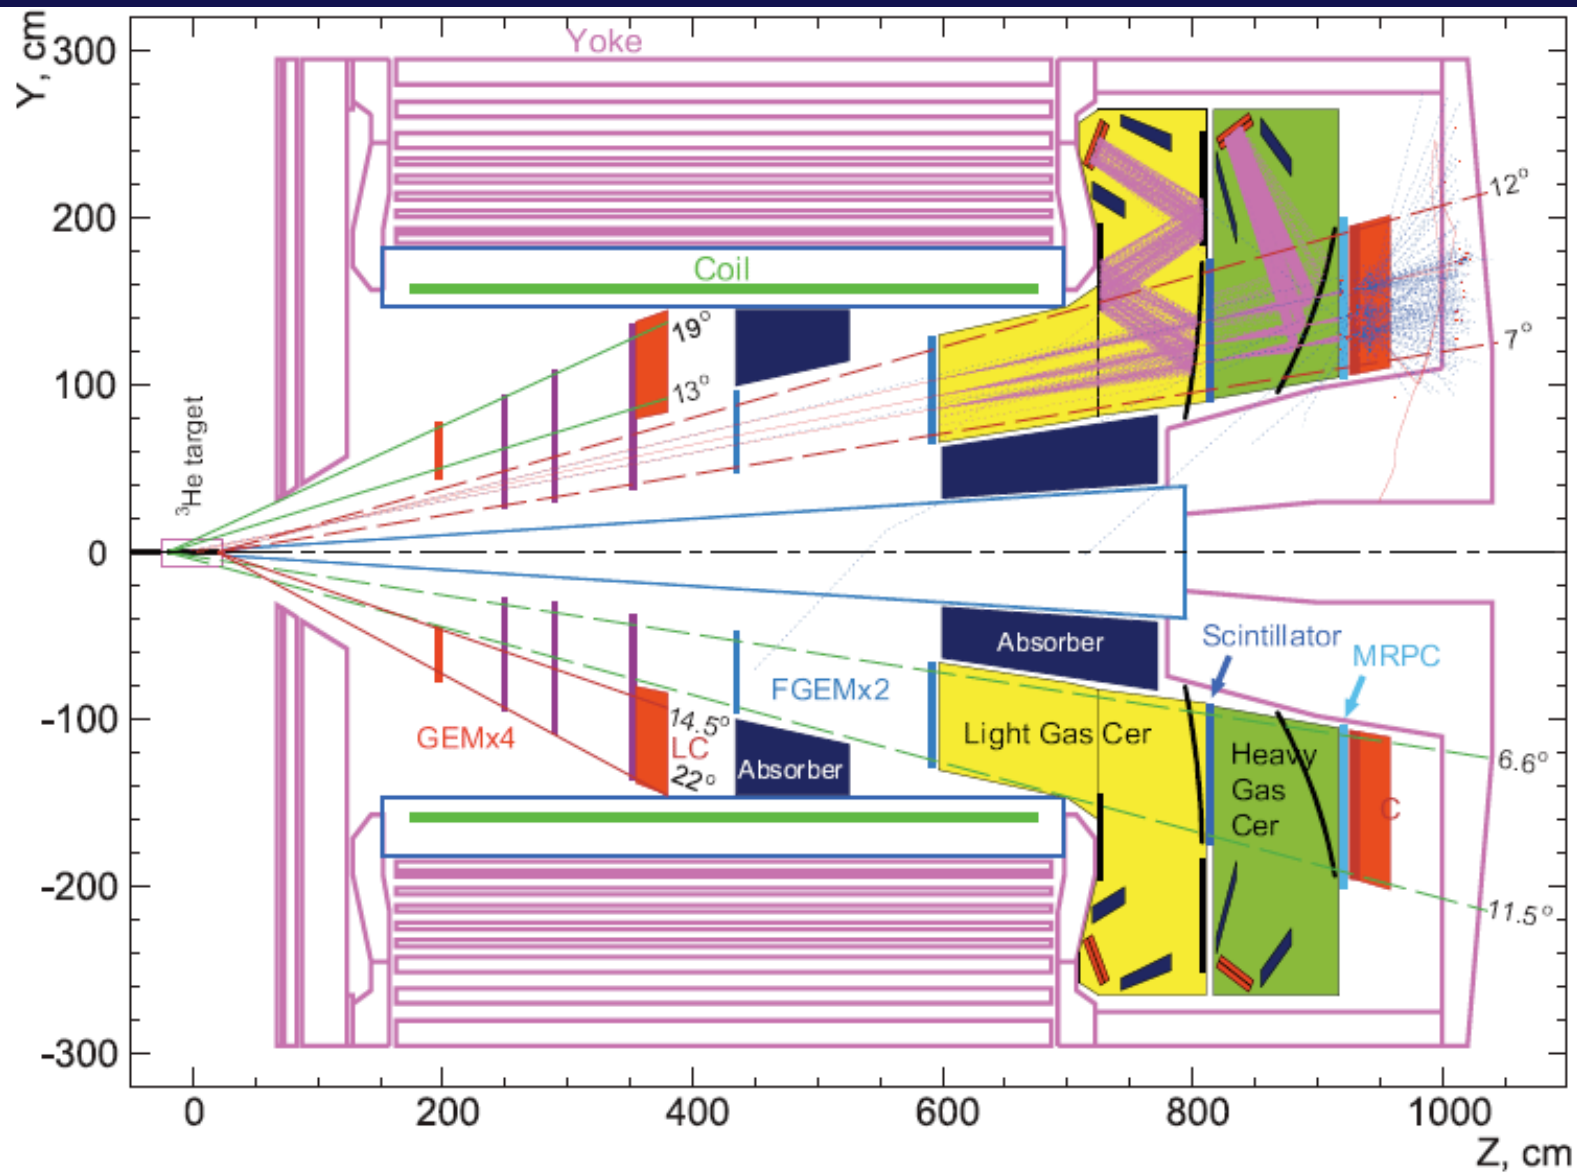 Y, cm
300
200
100
0
-100
-200
-300
Yoke
Coil
19°
13°
12°
7°
³He target
Absorber
Scintillator
MRPC
FGEMx2
14.5°
LC
22°
GEMx4
Absorber
Light Gas Cer
Heavy
Gas
Cer
C
6.6°
11.5°
0
200
400
600
800
1000
Z, cm